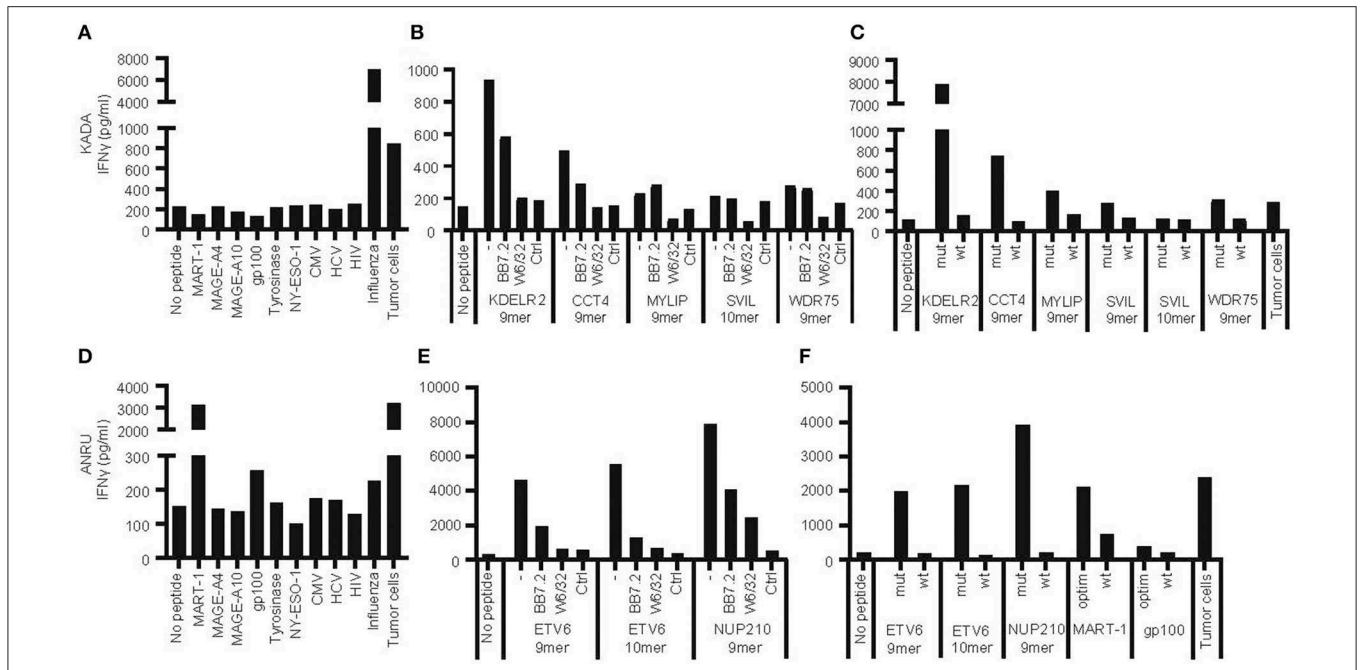 A
KADA
IFNγ (pg/ml)
8000
6000
4000
1000
800
600
400
200
0
No peptide
MART-1
MAGE-A4
MAGE-A10
gp100
Tyrosinase
NY-ESO-1
CMV
HCV
HIV
Influenza
Tumor cells
B
1000
800
600
400
200
0
No peptide
- BB7.2 W6/32 Ctrl
- BB7.2 W6/32 Ctrl
- BB7.2 W6/32 Ctrl
- BB7.2 W6/32 Ctrl
- BB7.2 W6/32 Ctrl
KDELR2 CCT4 MYLIP SVIL WDR75
9mer 9mer 9mer 10mer 9mer
C
9000
8000
7000
1000
800
600
400
200
0
No peptide
mut wt mut wt mut wt mut wt mut wt mut wt
Tumor cells
KDELR2 CCT4 MYLIP SVIL SVIL WDR75
9mer 9mer 9mer 9mer 10mer 9mer
D
ANRU
IFNγ (pg/ml)
4000
3000
2000
300
200
100
0
No peptide
MART-1
MAGE-A4
MAGE-A10
gp100
Tyrosinase
NY-ESO-1
CMV
HCV
HIV
Influenza
Tumor cells
E
10000
8000
6000
4000
2000
0
No peptide
- BB7.2 W6/32 Ctrl
- BB7.2 W6/32 Ctrl
- BB7.2 W6/32 Ctrl
ETV6 ETV6 NUP210
9mer 10mer 9mer
F
5000
4000
3000
2000
1000
0
No peptide
mut wt mut wt mut wt optim wt optim wt
Tumor cells
ETV6 ETV6 NUP210 MART-1 gp100
9mer 10mer 9mer